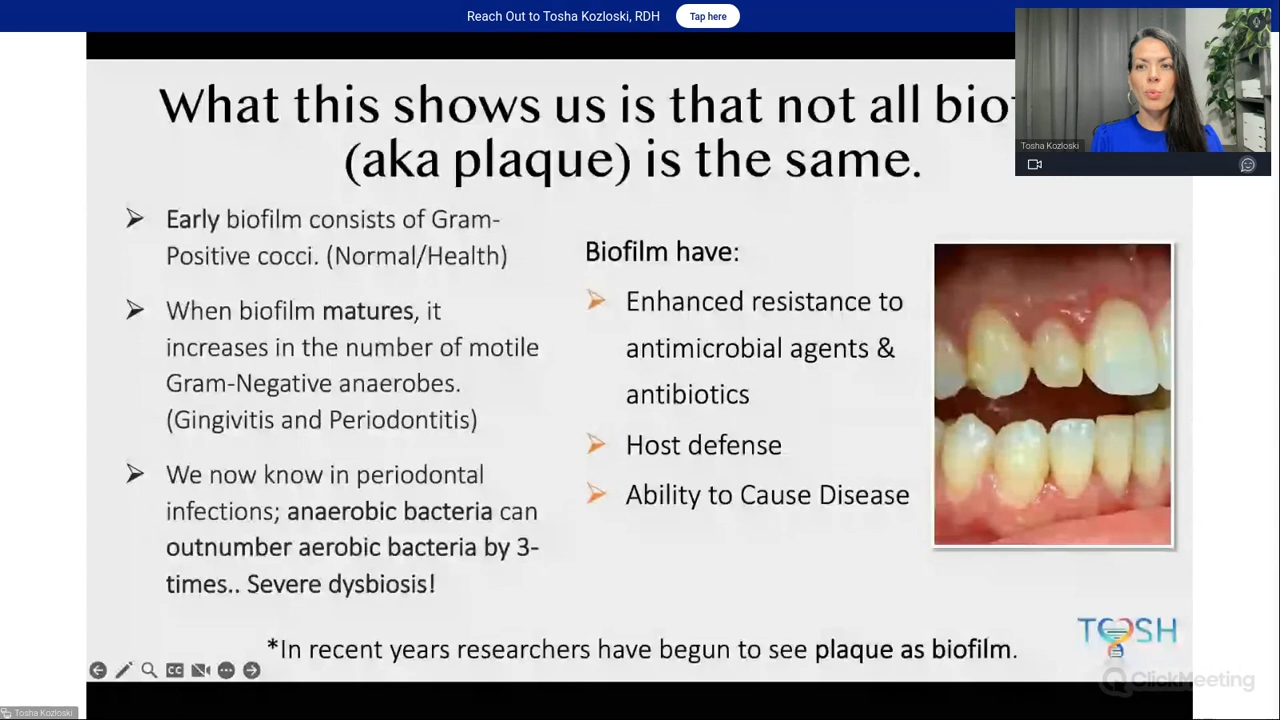 Reach Out to Tosha Kozloski, RDH
Tap here
What this shows us is that not all
(aka plaque) is the same.
Tosha Kozloski
➢ Early biofilm consists of Gram-
Positive cocci. (Normal/Health)
➢ When biofilm matures, it
increases in the number of motile
Gram-Negative anaerobes.
(Gingivitis and Periodontitis)
➢ We now know in periodontal
infections; anaerobic bacteria can
outnumber aerobic bacteria by 3-
times.. Severe dysbiosis!
Biofilm have:
➢ Enhanced resistance to
antimicrobial agents &
antibiotics
➢ Host defense
➢ Ability to Cause Disease
*In recent years researchers have begun to see plaque as biofilm.
TOOSH
CC
ClickMeeting
Tosha Kozloski